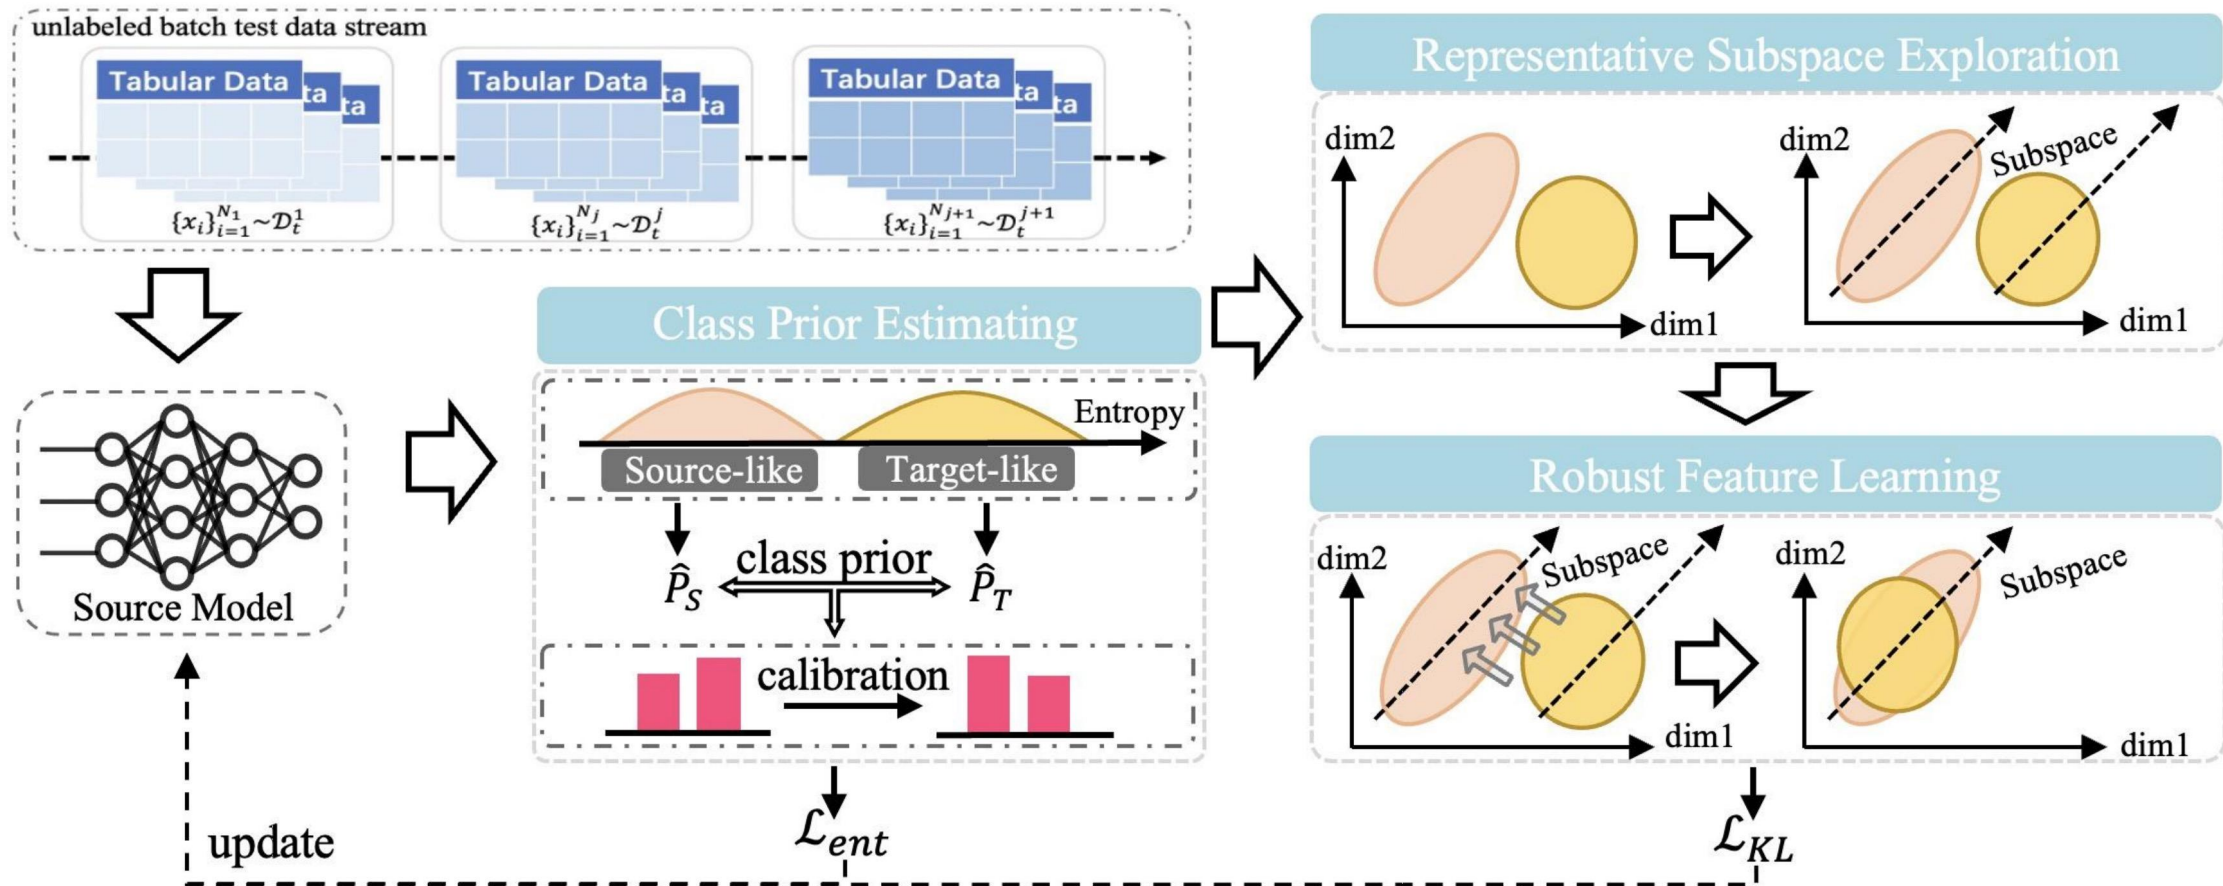 unlabeled batch test data stream
Tabular Data ta ta
Tabular Data ta ta
Tabular Data ta ta
{x_i}_{i=1}^{N_1}~𝒟_t^1
{x_i}_{i=1}^{N_j}~𝒟_t^j
{x_i}_{i=1}^{N_{j+1}}~𝒟_t^{j+1}
Source Model
update
Class Prior Estimating
Entropy
Source-like
Target-like
class prior
P̂_S
P̂_T
calibration
ℒ_ent
Representative Subspace Exploration
dim2
dim1
dim2
Subspace
dim1
Robust Feature Learning
dim2
Subspace
dim1
dim2
Subspace
dim1
ℒ_KL